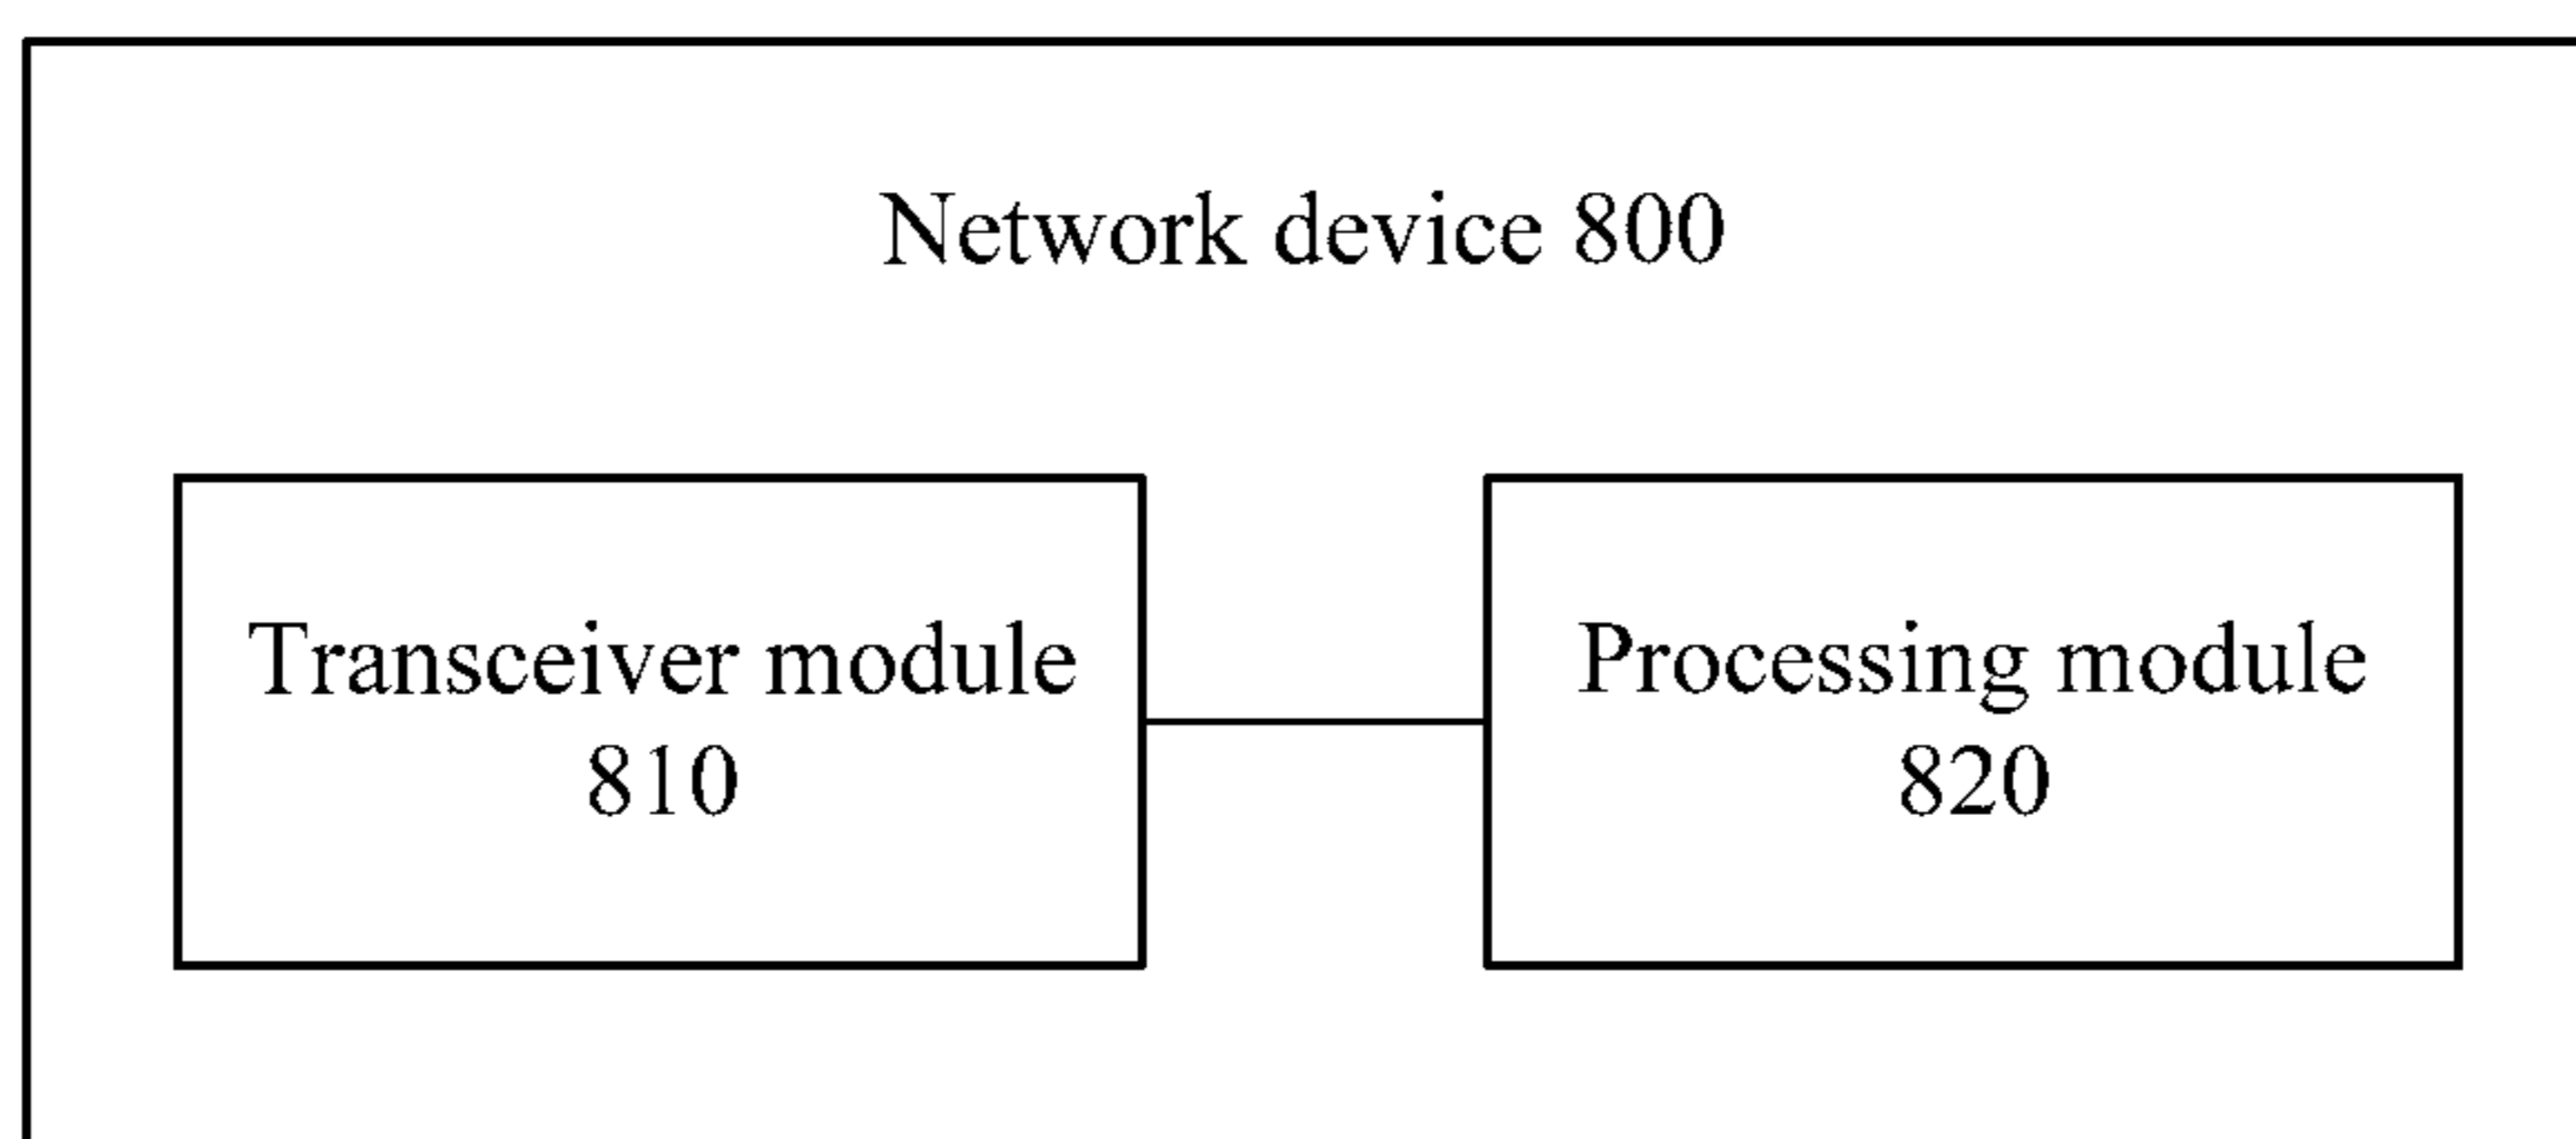 Network device 800
Transceiver module
810
Processing module
820